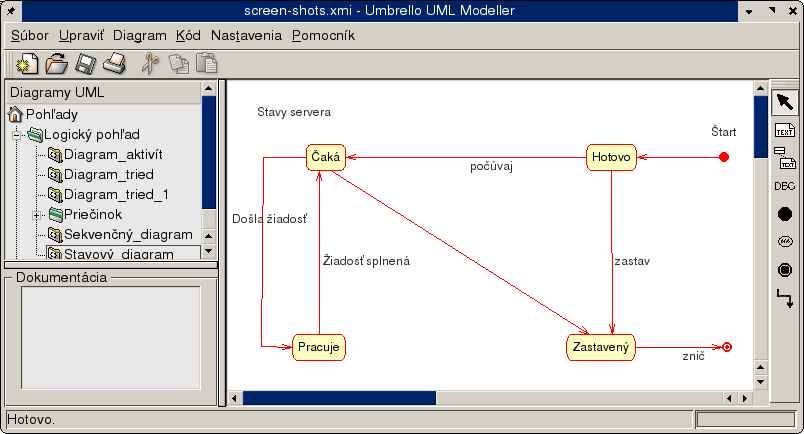 screen-shots.xmi - Umbrello UML Modeller
Súbor Upraviť Diagram Kód Nastavenia Pomocník
Diagramy UML
Pohľady
Logický pohľad
Diagram_aktivít
Diagram_tried
Diagram_tried_1
Priečinok
Sekvenčný_diagram
Stavový_diagram
Dokumentácia
Stavy servera
Štart
Čaká
Hotovo
počúvaj
Došla žiadosť
Žiadosť splnená
zastav
Pracuje
Zastavený
znič
TEXT
TEXT
DBC
Hotovo.